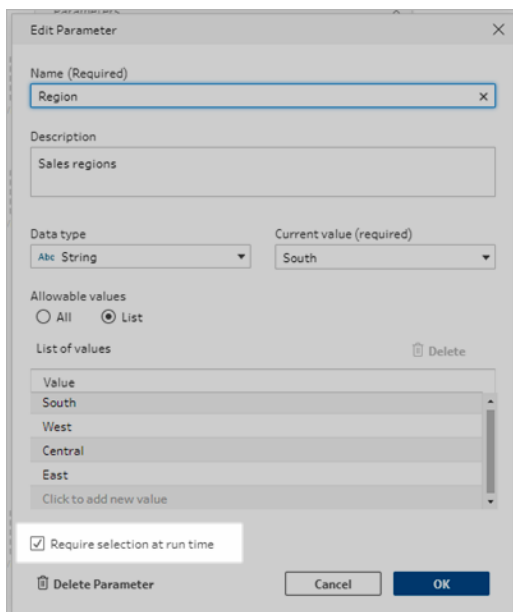 Parameters
Edit Parameter
Name (Required)
Region
Description
Sales regions
Data type
Current value (required)
Abc String
South
Allowable values
All
List
List of values
Delete
Value
South
West
Central
East
Click to add new value
Require selection at run time
Delete Parameter
Cancel
OK